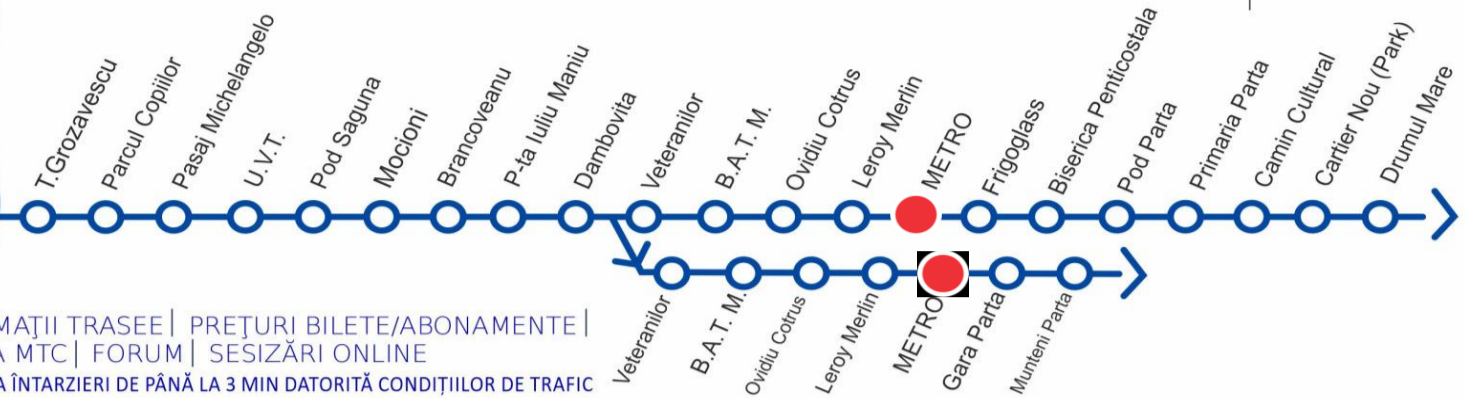 T.Grozavescu
Parcul Copiilor
Pasaj Michelangelo
U.V.T.
Pod Saguna
Mocioni
Brancoveanu
P-ta Iuliu Maniu
Dambovita
Veteranilor
B.A.T. M.
Ovidiu Cotrus
Leroy Merlin
METRO
Frigoglass
Biserica Penticostala
Pod Parta
Primaria Parta
Camin Cultural
Cartier Nou (Park)
Drumul Mare
Veteranilor
B.A.T. M.
Ovidiu Cotrus
Leroy Merlin
METRO
Gara Parta
Munteni Parta
MAȚII TRASEE| PREȚURI BILETE/ABONAMENTE|
A MTC| FORUM| SESIZĂRI ONLINE
A ÎNTARZIERI DE PÂNĂ LA 3 MIN DATORITĂ CONDIȚIILOR DE TRAFIC